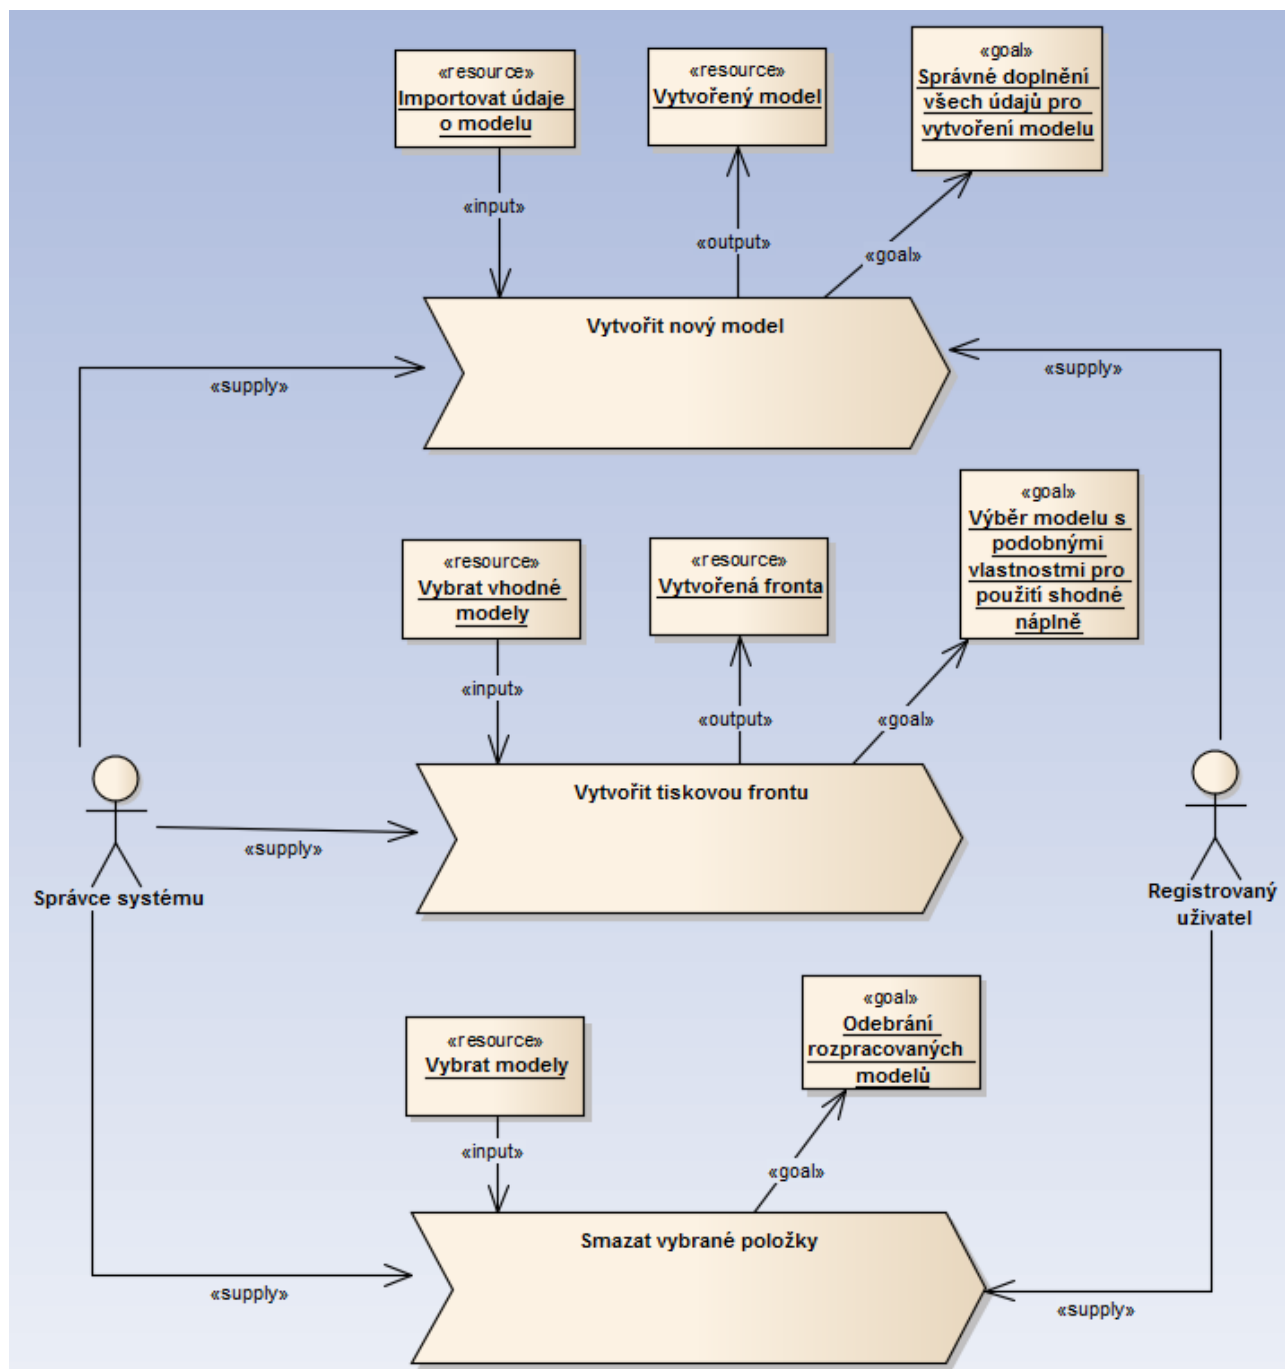 «resource»
Importovat údaje
o modelu
«resource»
Vytvořený model
«goal»
Správné doplnění
všech údajů pro
vytvoření modelu
«input»
«output»
«goal»
Vytvořit nový model
«supply»
«supply»
«resource»
Vybrat vhodné
modely
«resource»
Vytvořená fronta
«goal»
Výběr modelu s
podobnými
vlastnostmi pro
použití shodné
náplně
«input»
«output»
«goal»
Vytvořit tiskovou frontu
«supply»
Správce systému
Registrovaný
uživatel
«resource»
Vybrat modely
«goal»
Odebrání
rozpracovaných
modelů
«input»
«goal»
Smazat vybrané položky
«supply»
«supply»